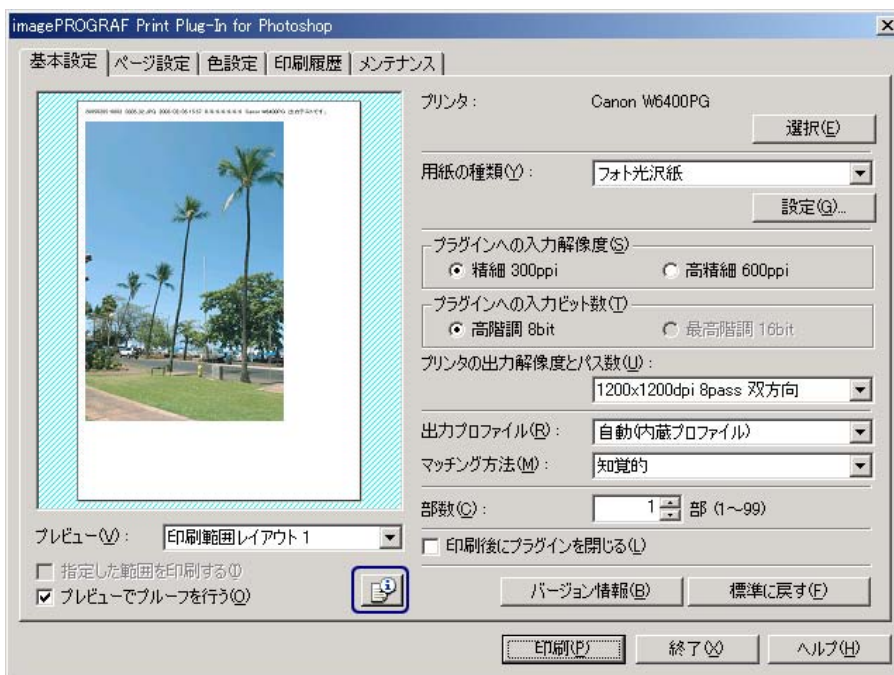 imagePROGRAF Print Plug-In for Photoshop
基本設定 ページ設定 色設定 印刷履歴 メンテナンス
プリンタ： Canon W6400PG
選択(E)
用紙の種類(Y)： フォト光沢紙
設定(G)...
プラグインへの入力解像度(S)
精細 300ppi 高精細 600ppi
プラグインへの入力ビット数(T)
高階調 8bit 最高階調 16bit
プリンタの出力解像度とパス数(U)：
1200x1200dpi 8pass 双方向
出力プロファイル(R)： 自動(内蔵プロファイル)
マッチング方法(M)： 知覚的
部数(C)： 1 部 (1～99)
印刷後にプラグインを閉じる(L)
プレビュー(V)： 印刷範囲レイアウト 1
指定した範囲を印刷する(I)
プレビューでプルーフを行う(O)
バージョン情報(B) 標準に戻す(F)
印刷(P) 終了(X) ヘルプ(H)